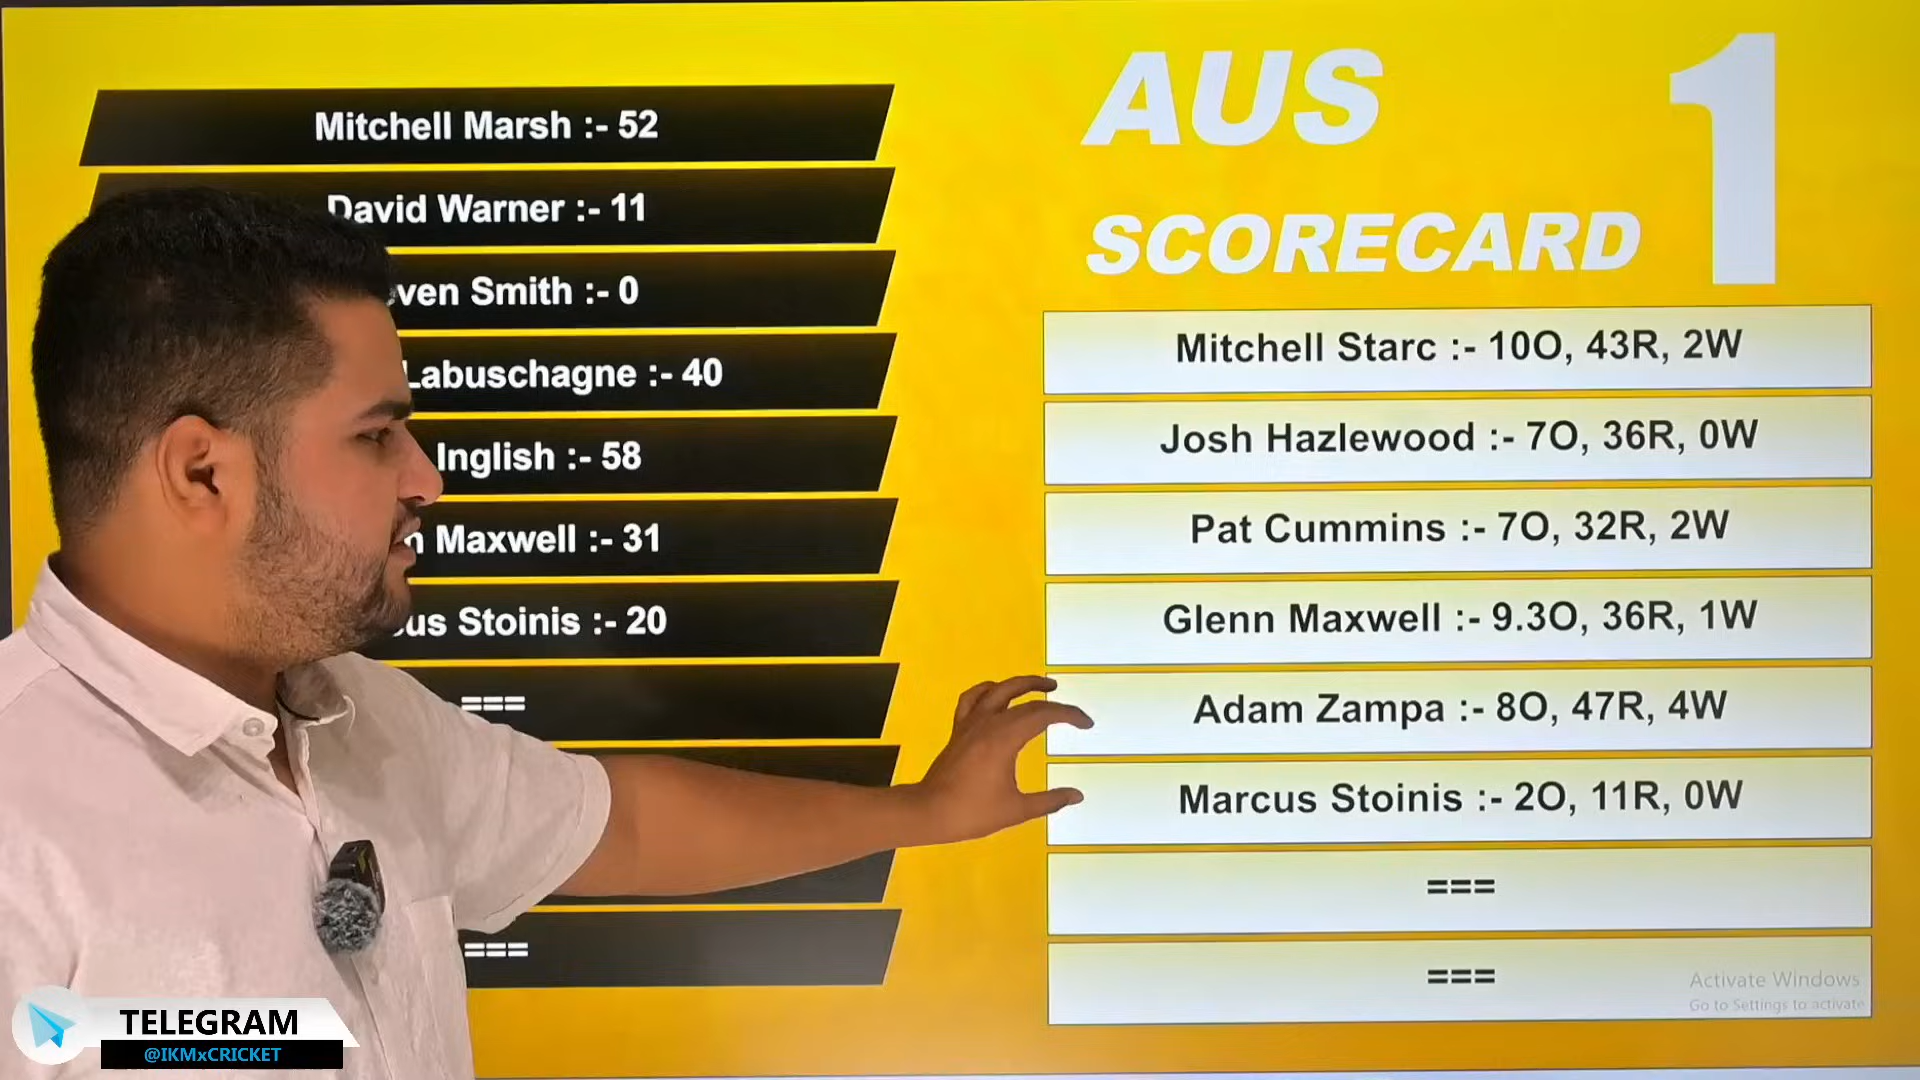 Mitchell Marsh :- 52
David Warner :- 11
ven Smith :- 0
Labuschagne :- 40
Inglish :- 58
n Maxwell :- 31
us Stoinis :- 20
===
===
AUS
SCORECARD
1
Mitchell Starc :- 10O, 43R, 2W
Josh Hazlewood :- 7O, 36R, 0W
Pat Cummins :- 7O, 32R, 2W
Glenn Maxwell :- 9.3O, 36R, 1W
Adam Zampa :- 8O, 47R, 4W
Marcus Stoinis :- 2O, 11R, 0W
===
===
Activate Windows
Go to Settings to activate
TELEGRAM
@IKMxCRICKET